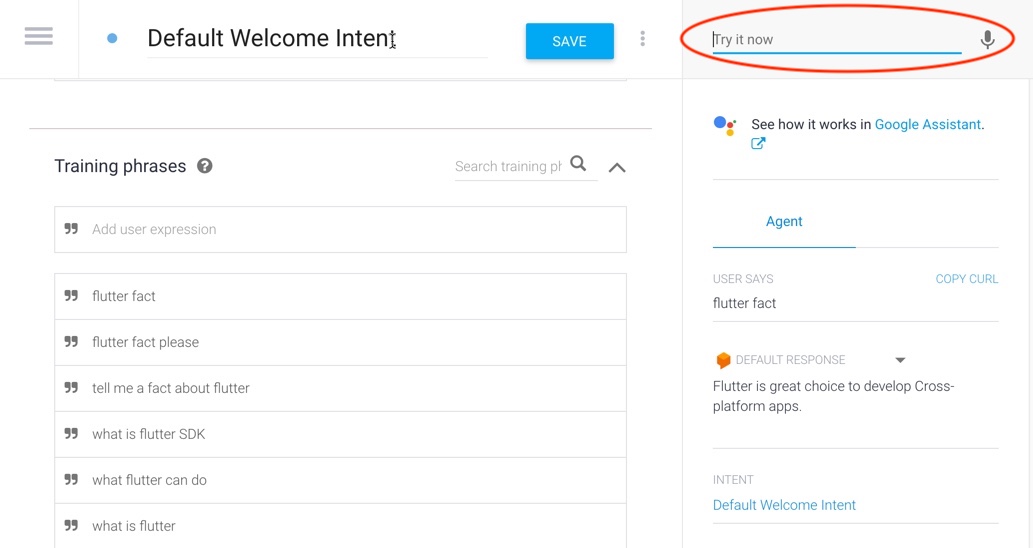 Default Welcome Intent
SAVE
Try it now
See how it works in Google Assistant.
Training phrases
Search training ph
Add user expression
flutter fact
flutter fact please
tell me a fact about flutter
what is flutter SDK
what flutter can do
what is flutter
Agent
USER SAYS
COPY CURL
flutter fact
DEFAULT RESPONSE
Flutter is great choice to develop Cross-
platform apps.
INTENT
Default Welcome Intent